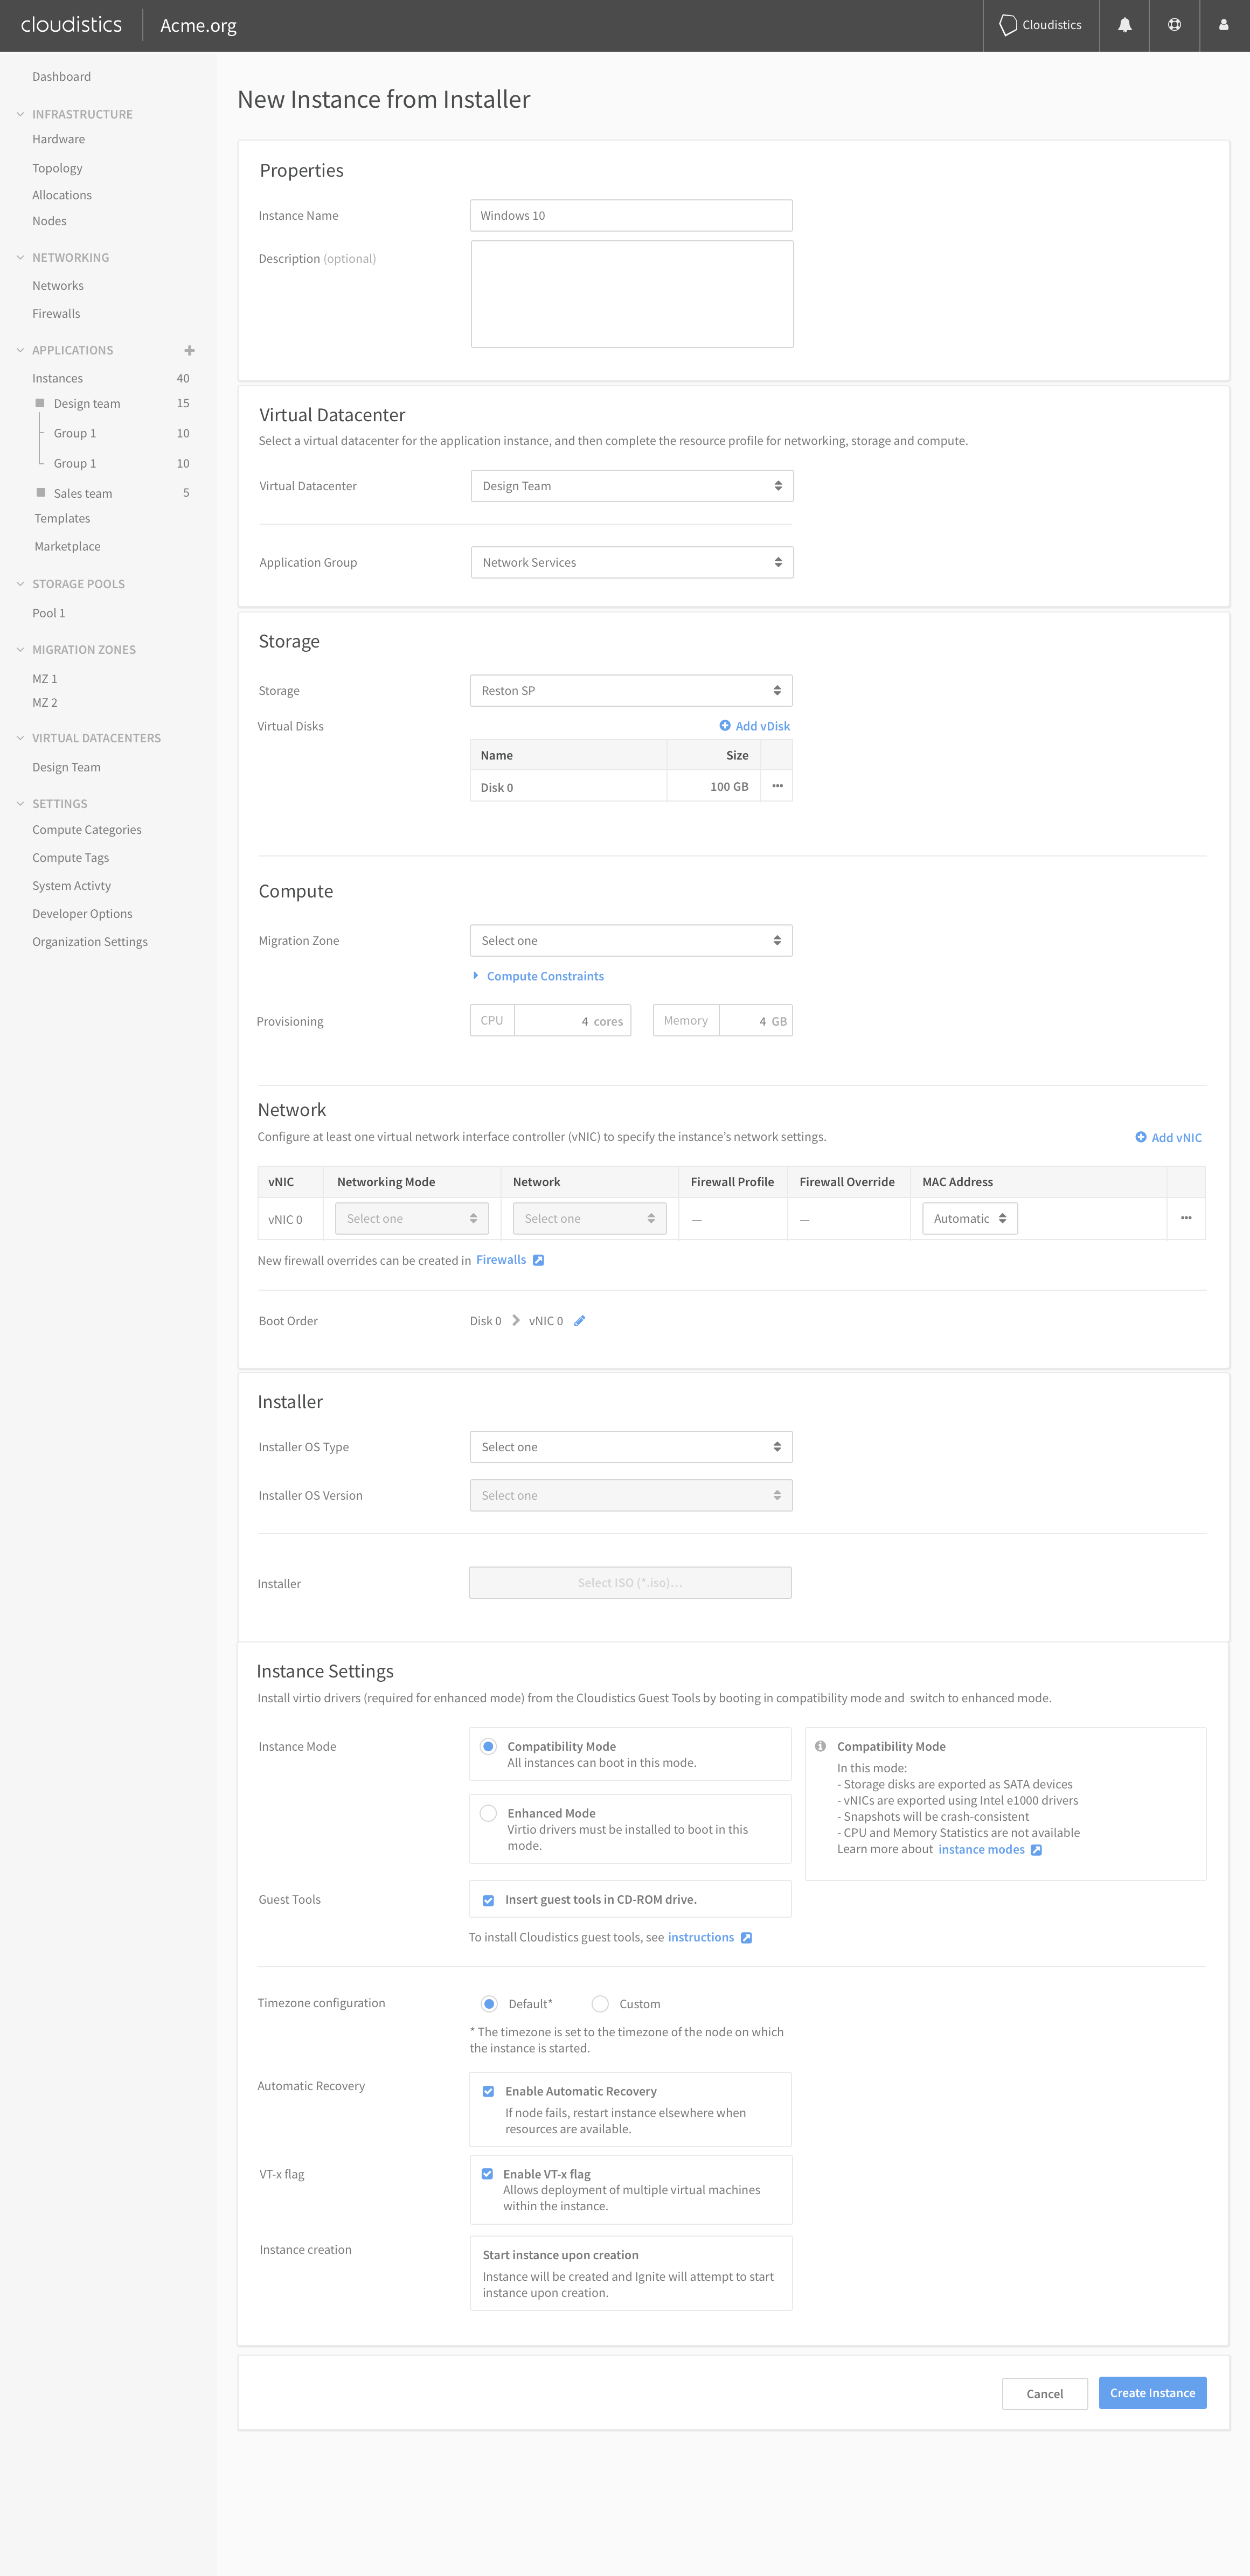 cloudistics
Acme.org
Cloudistics
Dashboard
INFRASTRUCTURE
Hardware
Topology
Allocations
Nodes
NETWORKING
Networks
Firewalls
APPLICATIONS
Instances 40
Design team 15
Group 1 10
Group 1 10
Sales team 5
Templates
Marketplace
STORAGE POOLS
Pool 1
MIGRATION ZONES
MZ 1
MZ 2
VIRTUAL DATACENTERS
Design Team
SETTINGS
Compute Categories
Compute Tags
System Activty
Developer Options
Organization Settings
New Instance from Installer
Properties
Instance Name Windows 10
Description (optional)
Virtual Datacenter
Select a virtual datacenter for the application instance, and then complete the resource profile for networking, storage and compute.
Virtual Datacenter Design Team
Application Group Network Services
Storage
Storage Reston SP
Virtual Disks Add vDisk
Name Size
Disk 0 100 GB •••
Compute
Migration Zone Select one
Compute Constraints
Provisioning CPU 4 cores Memory 4 GB
Network
Configure at least one virtual network interface controller (vNIC) to specify the instance's network settings. Add vNIC
vNIC Networking Mode Network Firewall Profile Firewall Override MAC Address
vNIC 0 Select one Select one — — Automatic •••
New firewall overrides can be created in Firewalls
Boot Order Disk 0 > vNIC 0
Installer
Installer OS Type Select one
Installer OS Version Select one
Installer Select ISO (*.iso)...
Instance Settings
Install virtio drivers (required for enhanced mode) from the Cloudistics Guest Tools by booting in compatibility mode and switch to enhanced mode.
Instance Mode
Compatibility Mode
All instances can boot in this mode.
Enhanced Mode
Virtio drivers must be installed to boot in this
mode.
Compatibility Mode
In this mode:
- Storage disks are exported as SATA devices
- vNICs are exported using Intel e1000 drivers
- Snapshots will be crash-consistent
- CPU and Memory Statistics are not available
Learn more about instance modes
Guest Tools Insert guest tools in CD-ROM drive.
To install Cloudistics guest tools, see instructions
Timezone configuration Default* Custom
* The timezone is set to the timezone of the node on which
the instance is started.
Automatic Recovery Enable Automatic Recovery
If node fails, restart instance elsewhere when
resources are available.
VT-x flag Enable VT-x flag
Allows deployment of multiple virtual machines
within the instance.
Instance creation Start instance upon creation
Instance will be created and Ignite will attempt to start
instance upon creation.
Cancel Create Instance